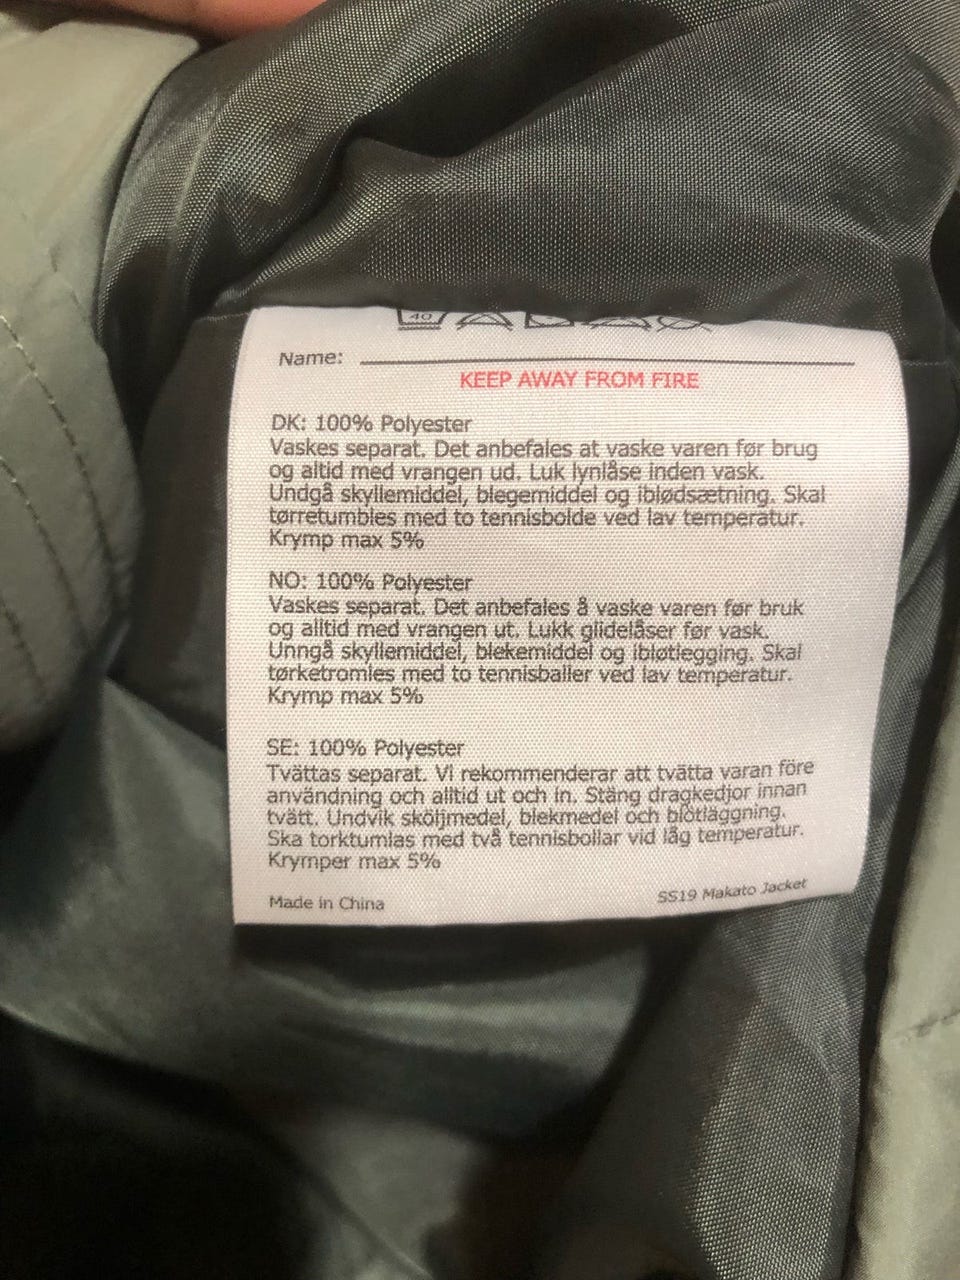 40
Name:
KEEP AWAY FROM FIRE
DK: 100% Polyester
Vaskes separat. Det anbefales at vaske varen før brug
og altid med vrangen ud. Luk lynlåse inden vask.
Undgå skyllemiddel, blegemiddel og iblødsætning. Skal
tørretumbles med to tennisbolde ved lav temperatur.
Krymp max 5%
NO: 100% Polyester
Vaskes separat. Det anbefales å vaske varen før bruk
og alltid med vrangen ut. Lukk glidelåser før vask.
Unngå skyllemiddel, blekemiddel og ibløtlegging. Skal
tørketromles med to tennisballer ved lav temperatur.
Krymp max 5%
SE: 100% Polyester
Tvättas separat. Vi rekommenderar att tvätta varan före
användning och alltid ut och in. Stäng dragkedjor innan
tvätt. Undvik sköljmedel, blekmedel och blötläggning.
Ska torktumlas med två tennisbollar vid låg temperatur.
Krymper max 5%
Made in China
SS19 Makato Jacket